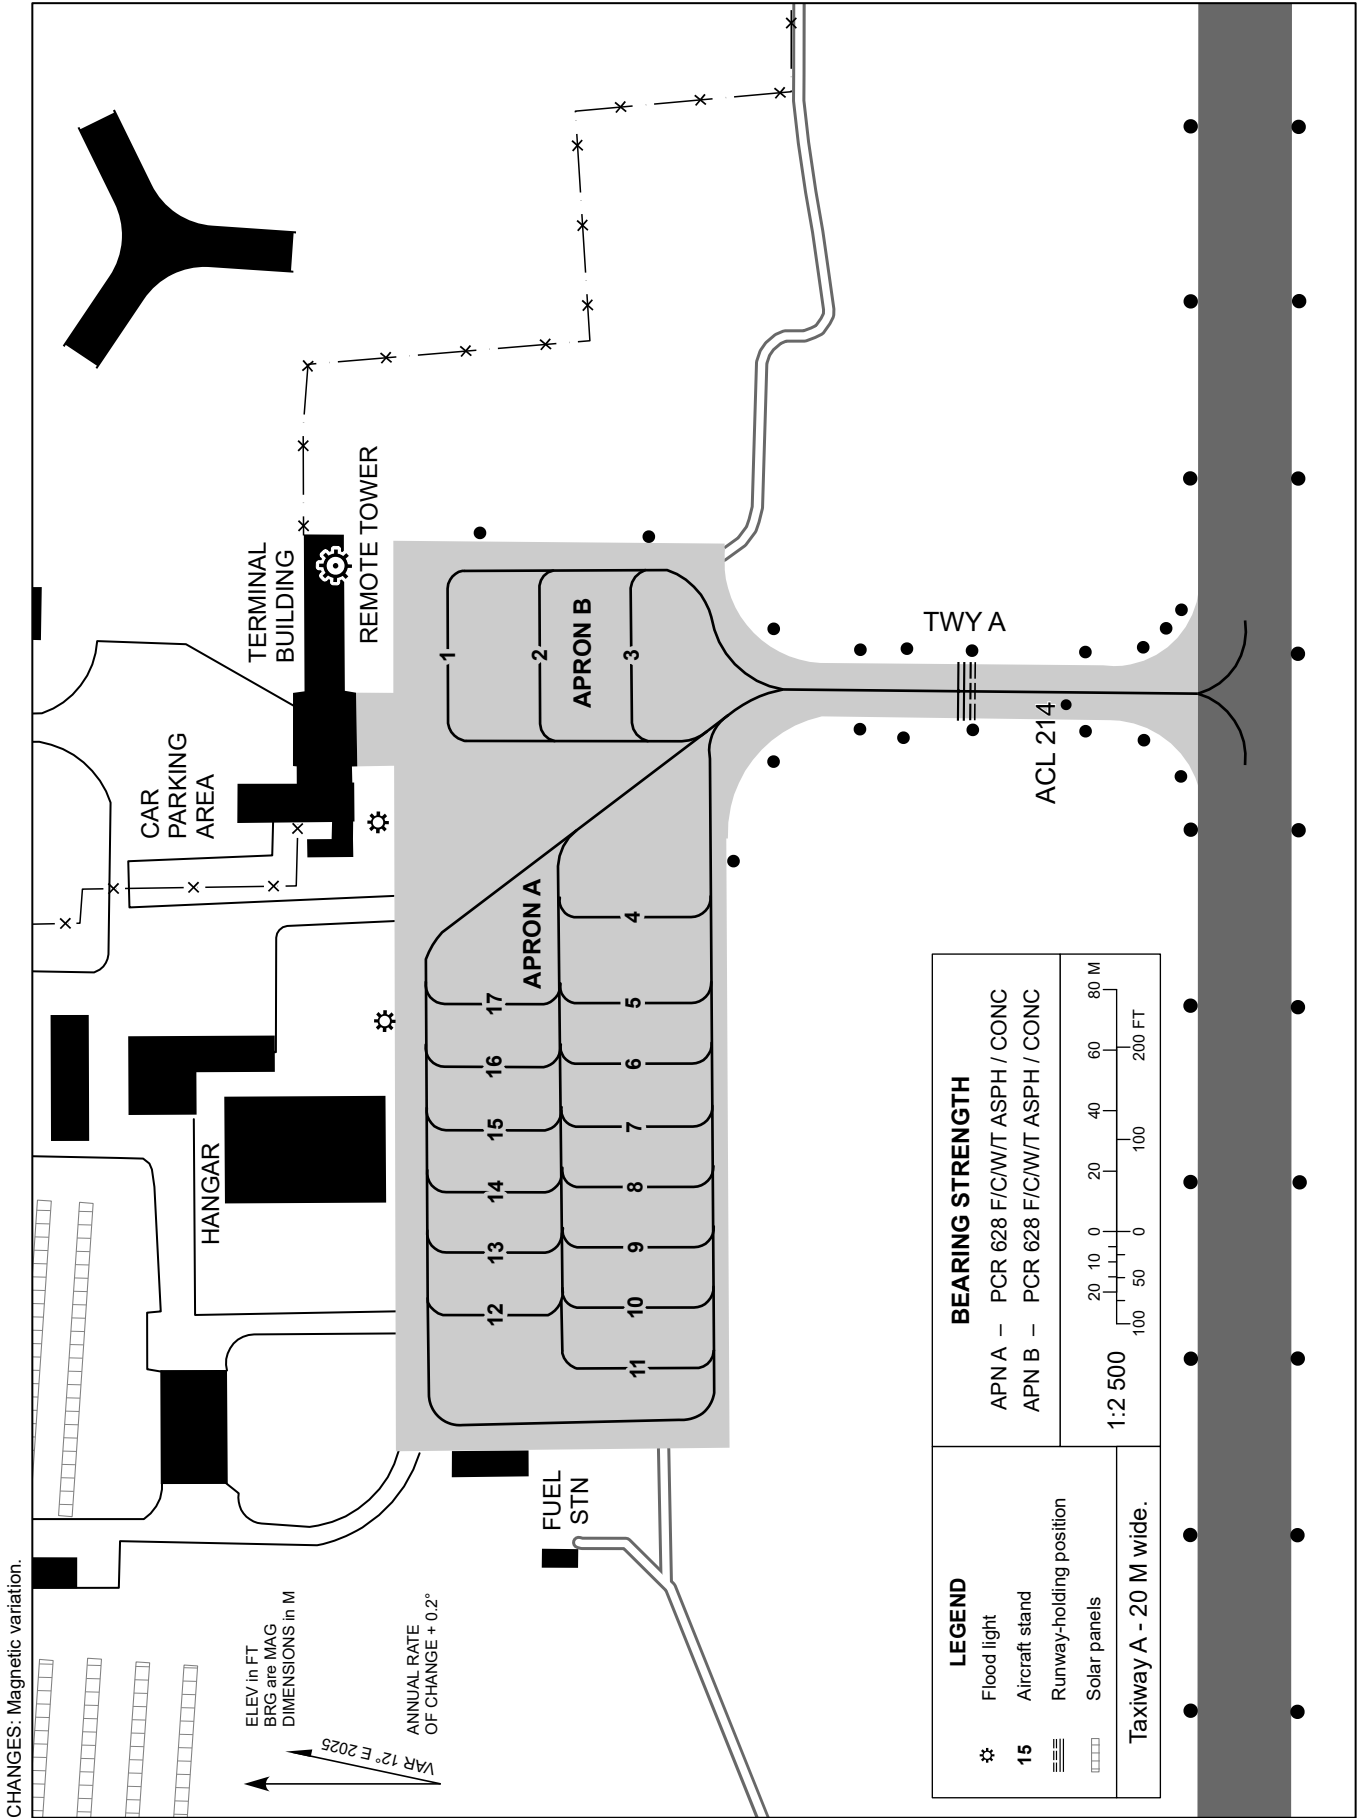 CHANGES: Magnetic variation.
ELEV in FT
BRG are MAG
DIMENSIONS in M
VAR 12° E 2025
ANNUAL RATE
OF CHANGE + 0.2°
HANGAR
CAR
PARKING
AREA
TERMINAL
BUILDING
REMOTE TOWER
FUEL
STN
12
13
14
15
16
17
APRON A
11
10
9
8
7
6
5
4
1
2
APRON B
3
TWY A
ACL 214
LEGEND
Flood light
15 Aircraft stand
Runway-holding position
Solar panels
Taxiway A - 20 M wide.
BEARING STRENGTH
APN A – PCR 628 F/C/W/T ASPH / CONC
APN B – PCR 628 F/C/W/T ASPH / CONC
1:2 500
20 10 0 20 40 60 80 M
100 50 0 100 200 FT